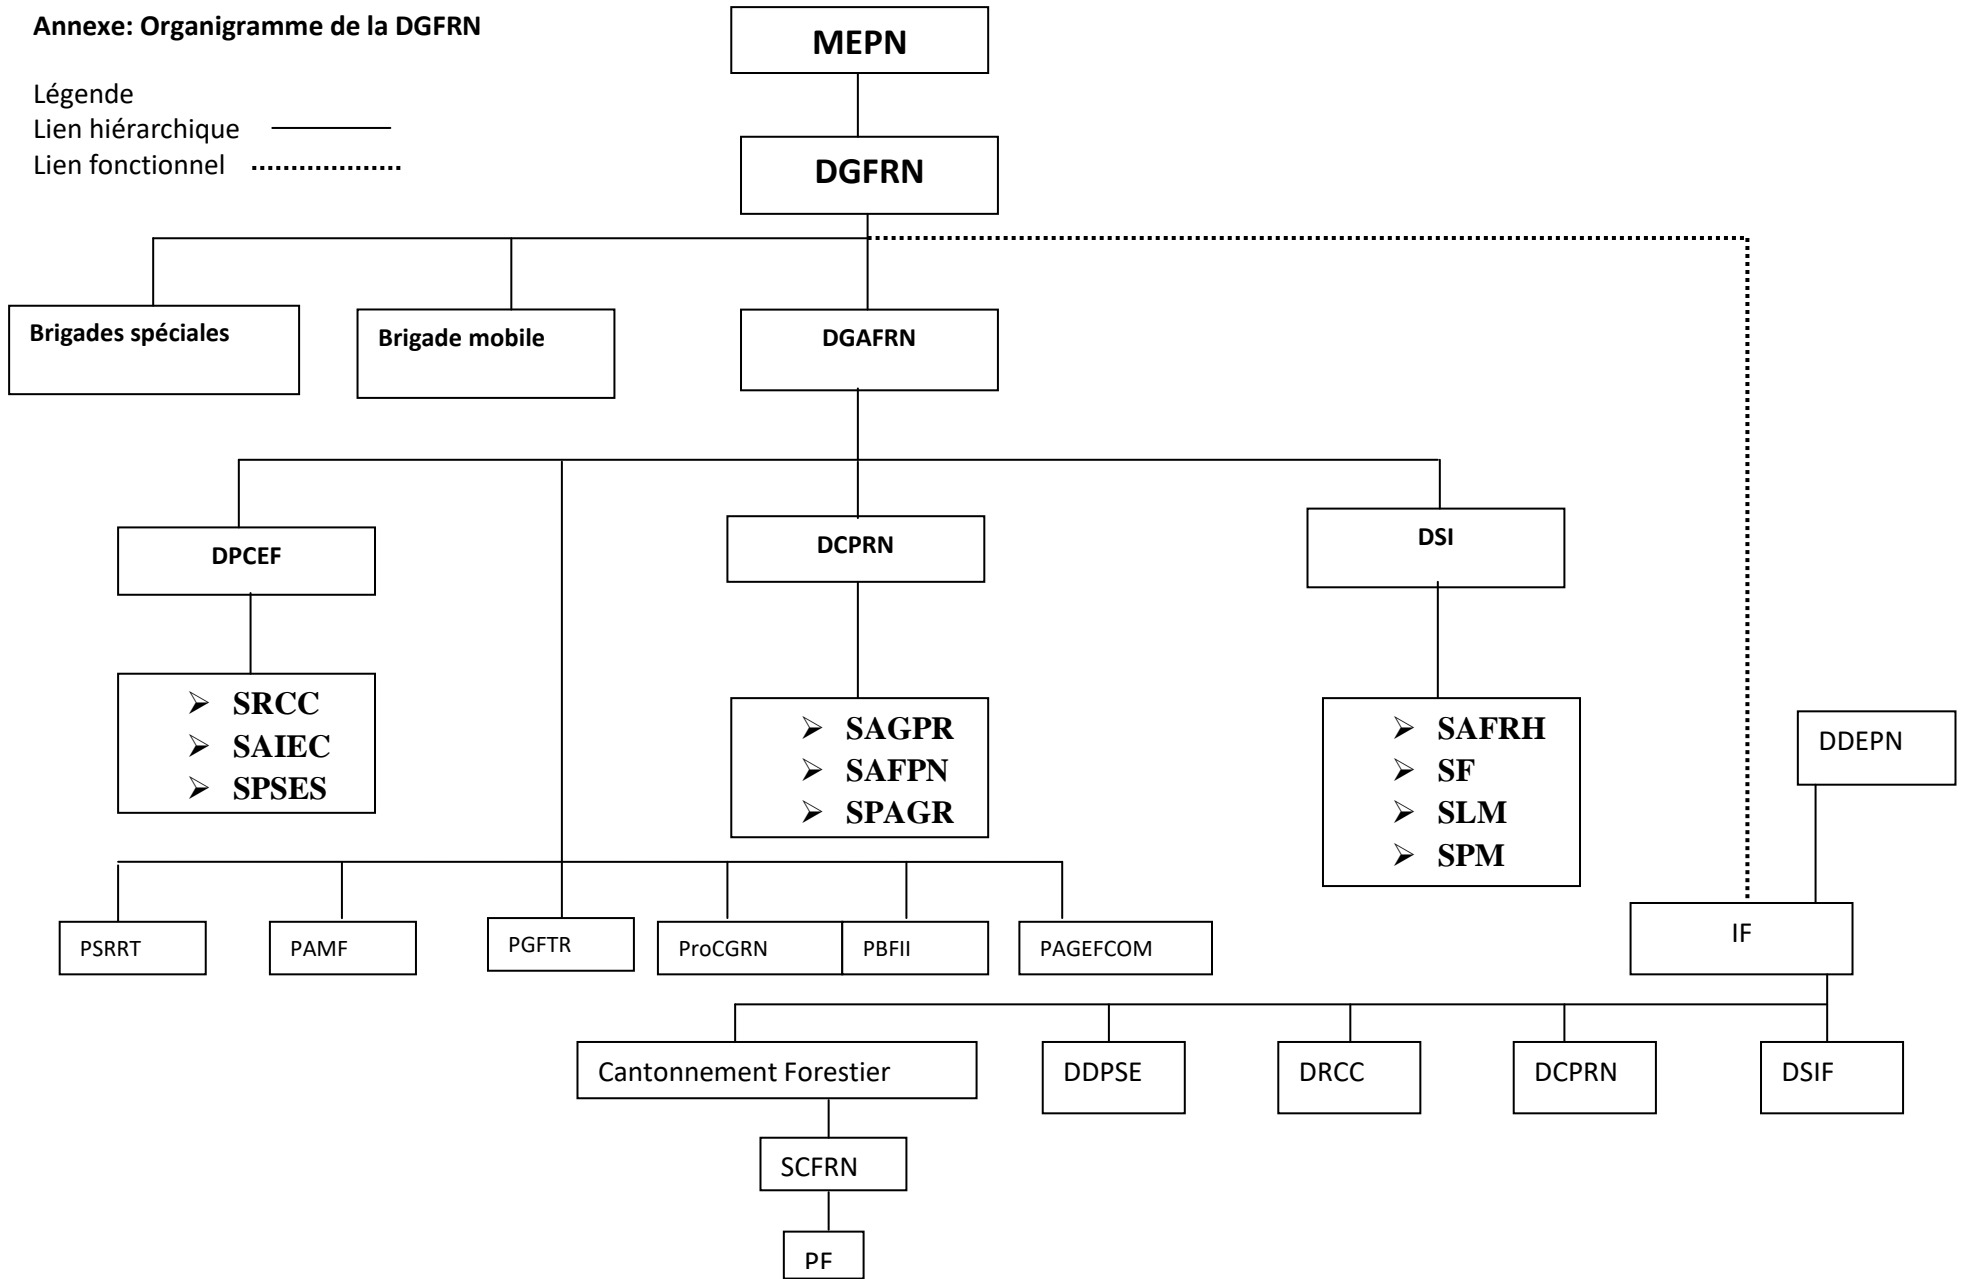 Annexe: Organigramme de la DGFRN
MEPN
Légende
Lien hiérarchique
Lien fonctionnel
DGFRN
Brigades spéciales
Brigade mobile
DGAFRN
DPCEF
DCPRN
DSI
➢ SRCC
➢ SAIEC
➢ SPSES
➢ SAGPR
➢ SAFPN
➢ SPAGR
➢ SAFRH
➢ SF
➢ SLM
➢ SPM
DDEPN
PSRRT
PAMF
PGFTR
ProCGRN
PBFII
PAGEFCOM
IF
Cantonnement Forestier
DDPSE
DRCC
DCPRN
DSIF
SCFRN
PF